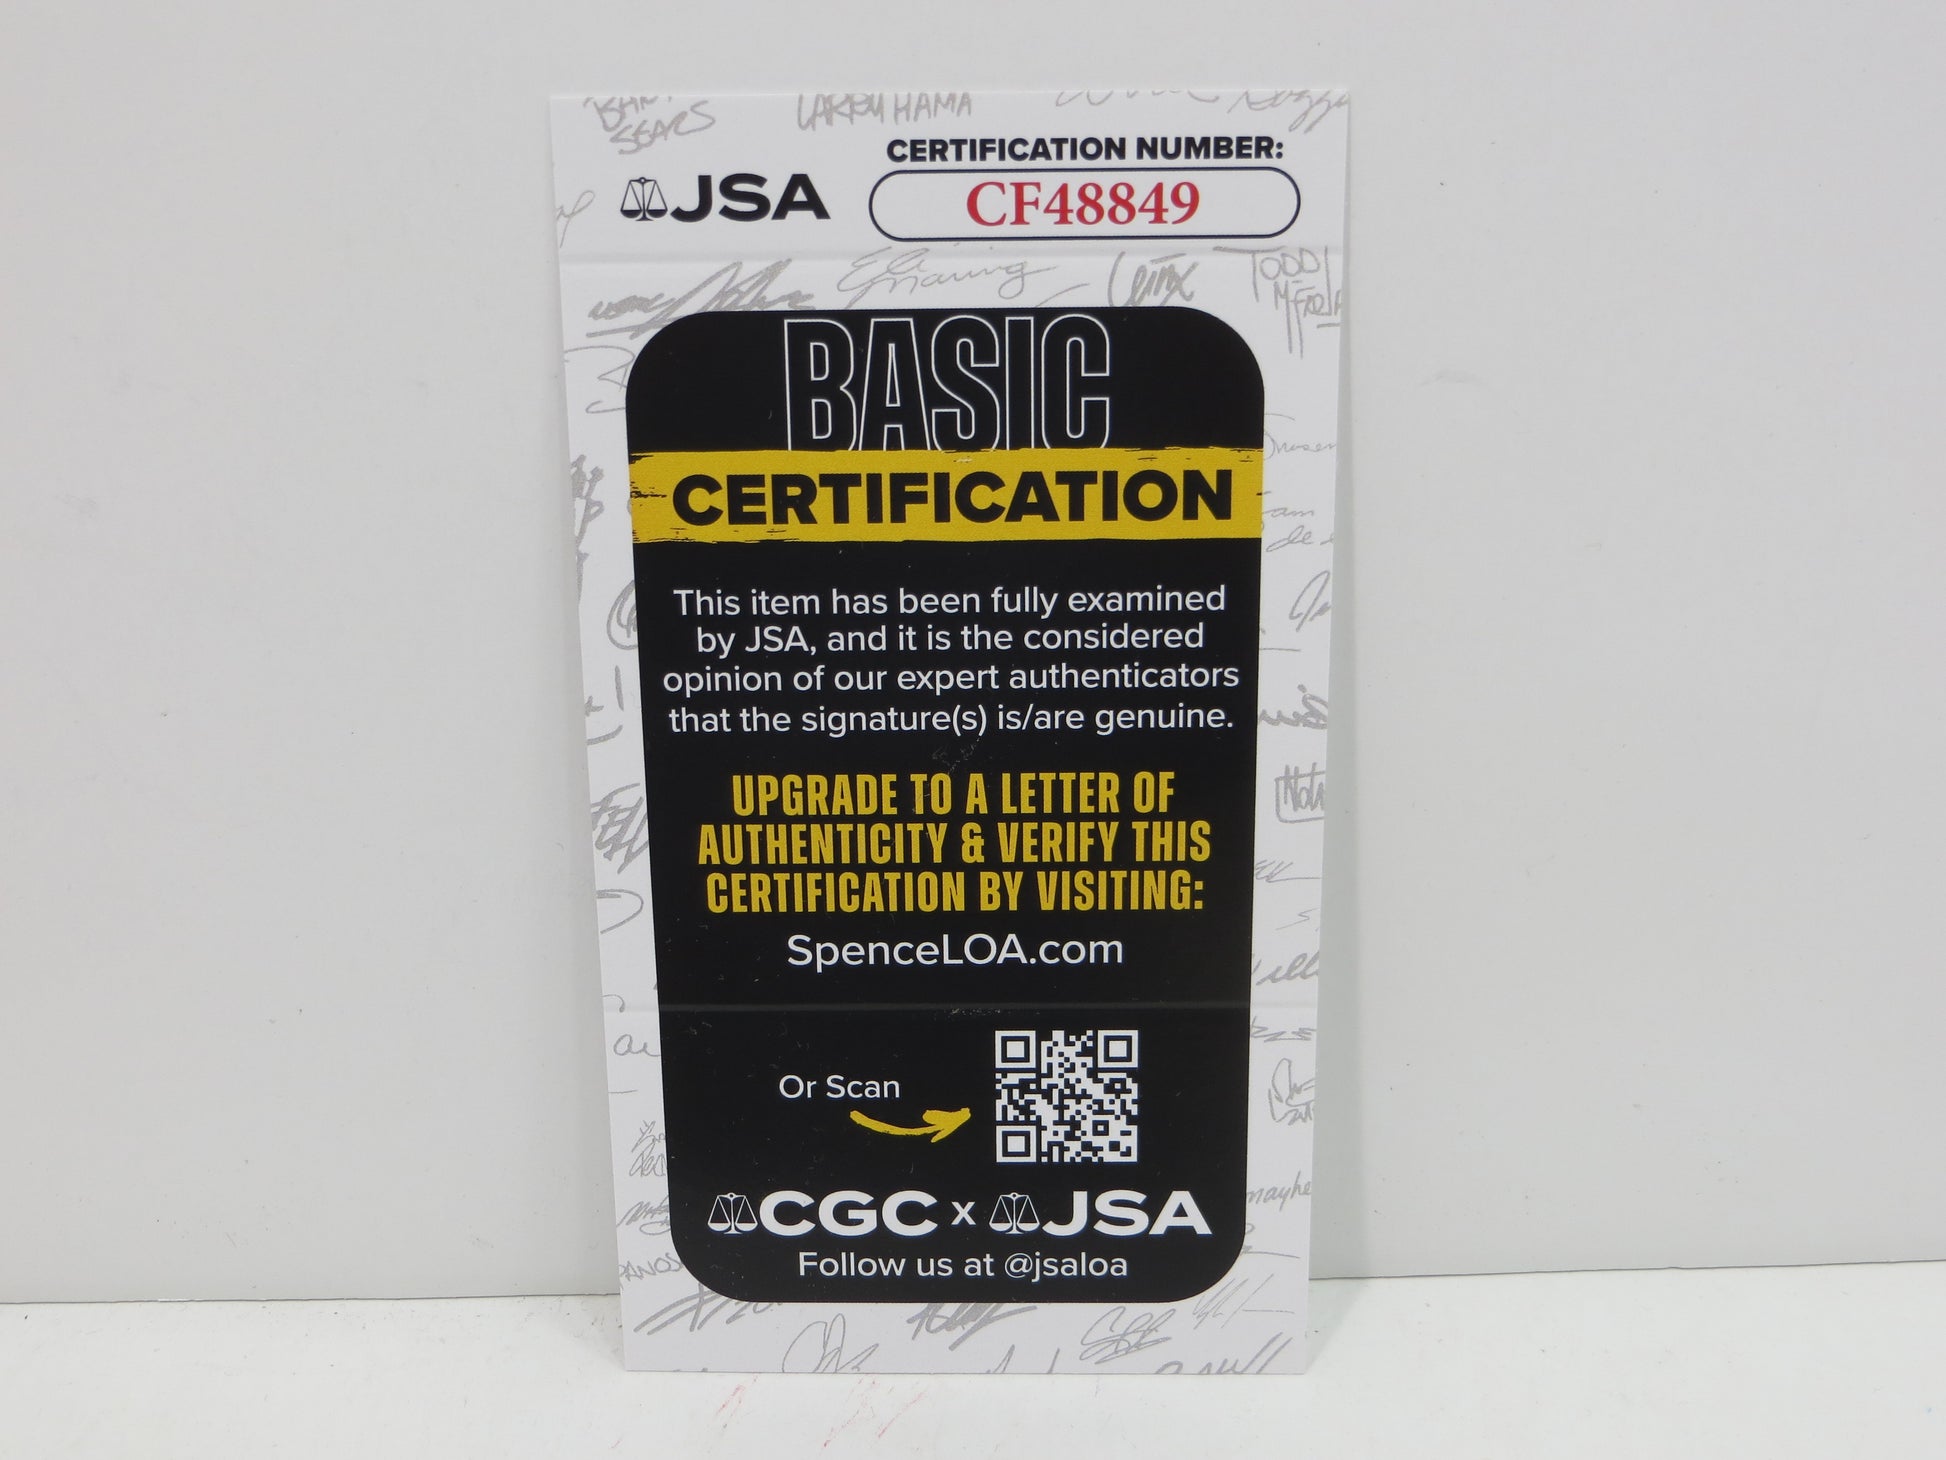 LARRY HAMA
SEARS
CERTIFICATION NUMBER:
JSA
CF48849
TODD
BASIC
CERTIFICATION
This item has been fully examined
by JSA, and it is the considered
opinion of our expert authenticators
that the signature(s) is/are genuine.
UPGRADE TO A LETTER OF
AUTHENTICITY & VERIFY THIS
CERTIFICATION BY VISITING:
SpenceLOA.com
Or Scan
CGC x JSA
Follow us at @jsaloa